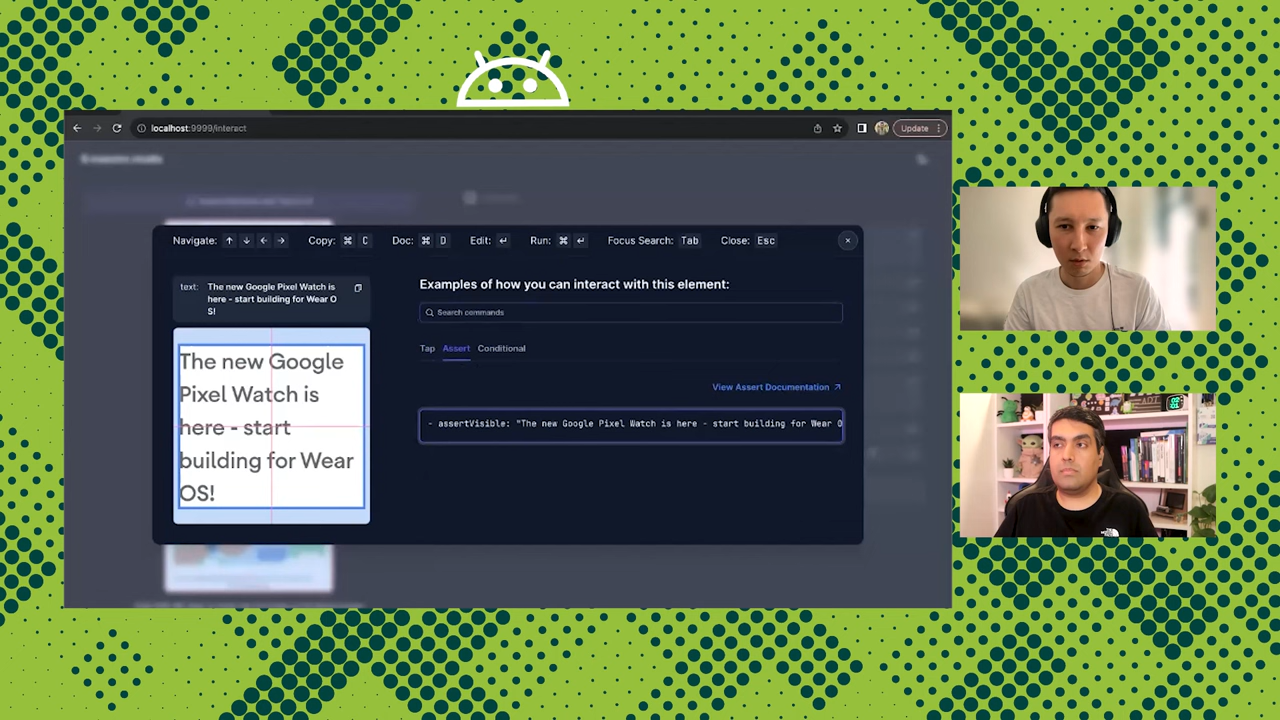 localhost:9999/interact
Update
Navigate: ↑ ↓ ← → Copy: ⌘ C Doc: ⌘ D Edit: ↵ Run: ⌘ ↵ Focus Search: Tab Close: Esc
text: The new Google Pixel Watch is
here - start building for Wear O
S!
The new Google
Pixel Watch is
here - start
building for Wear
OS!
Examples of how you can interact with this element:
Search commands
Tap Assert Conditional
View Assert Documentation
- assertVisible: "The new Google Pixel Watch is here - start building for Wear O